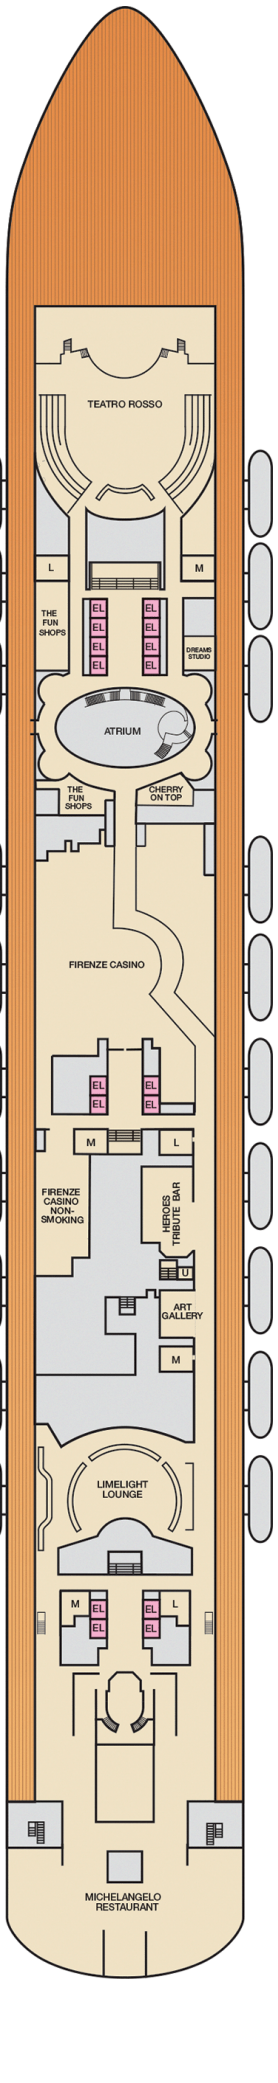 TEATRO ROSSO
L
M
THE
FUN
SHOPS
EL EL
EL EL
EL EL
EL EL
DREAMS
STUDIO
ATRIUM
THE
FUN
SHOPS
CHERRY
ON TOP
FIRENZE CASINO
EL EL
EL EL
M
L
FIRENZE
CASINO
NON-
SMOKING
HEROES
TRIBUTE BAR
U
ART
GALLERY
M
LIMELIGHT
LOUNGE
M
EL EL
L
EL EL
MICHELANGELO
RESTAURANT